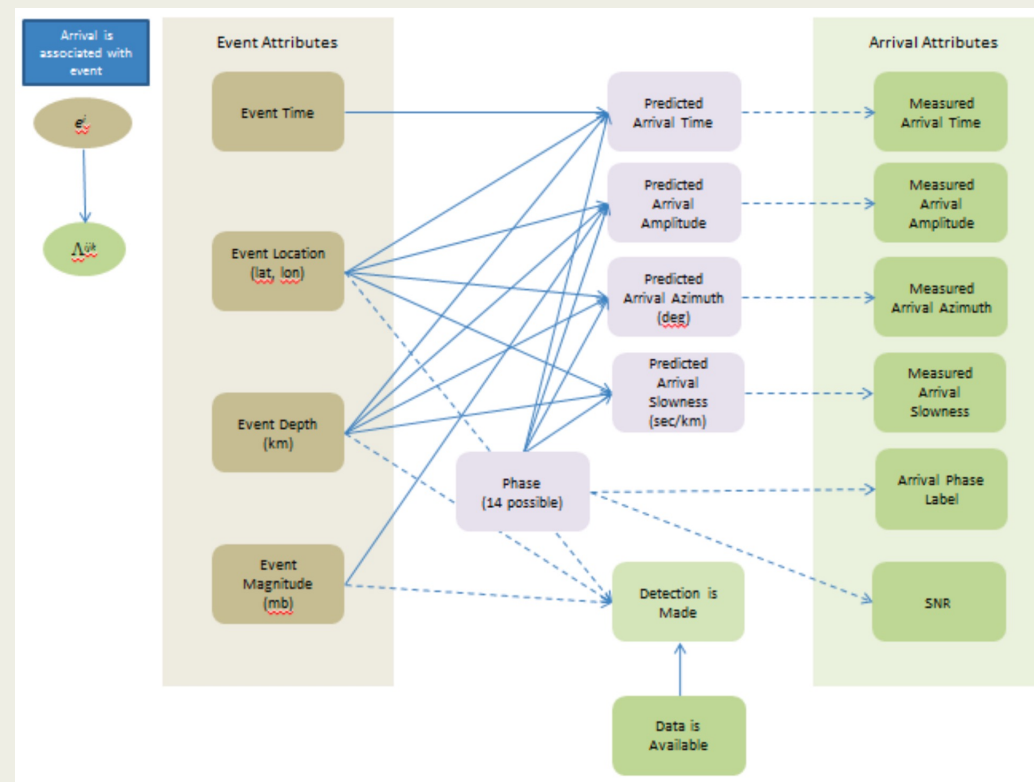 Arrival is
associated with
event
eʲ
Λⁱʲᵏ
Event Attributes
Event Time
Event Location
(lat, lon)
Event Depth
(km)
Event
Magnitude
(mb)
Predicted
Arrival Time
Predicted
Arrival
Amplitude
Predicted
Arrival Azimuth
(deg)
Predicted
Arrival
Slowness
(sec/km)
Phase
(14 possible)
Detection is
Made
Data is
Available
Arrival Attributes
Measured
Arrival Time
Measured
Arrival
Amplitude
Measured
Arrival Azimuth
Measured
Arrival
Slowness
Arrival Phase
Label
SNR